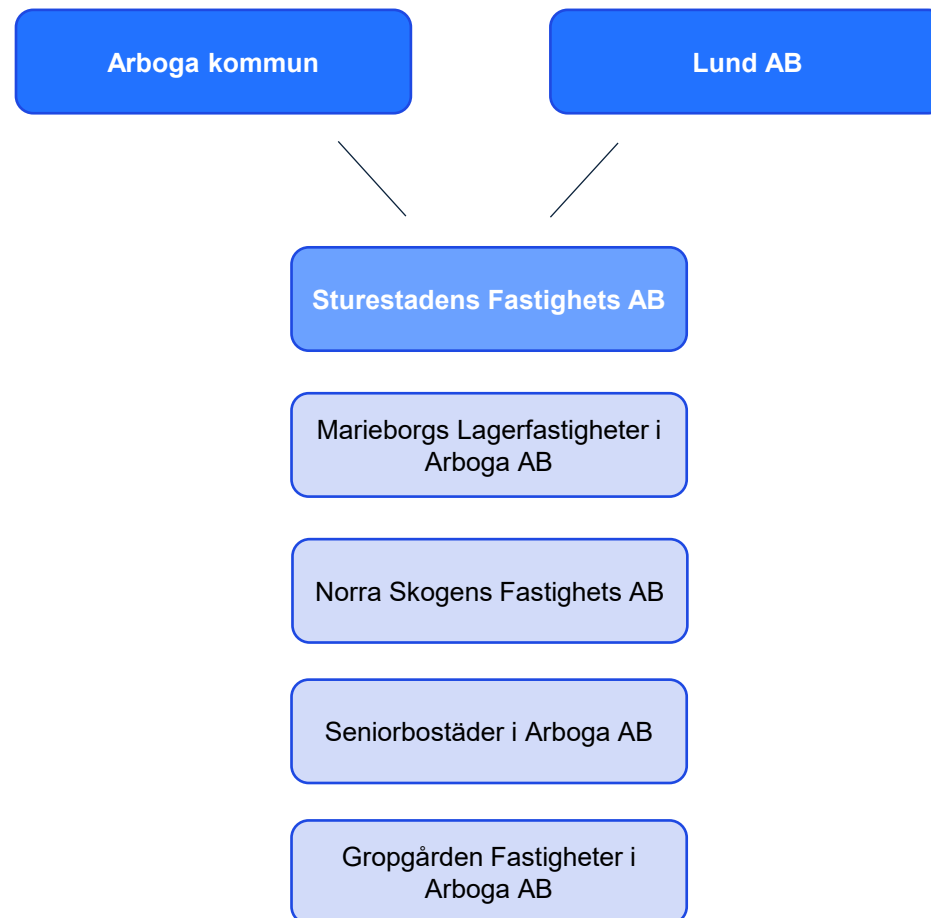 Arboga kommun
Lund AB
Sturestadens Fastighets AB
Marieborgs Lagerfastigheter i
Arboga AB
Norra Skogens Fastighets AB
Seniorbostäder i Arboga AB
Gropgården Fastigheter i
Arboga AB